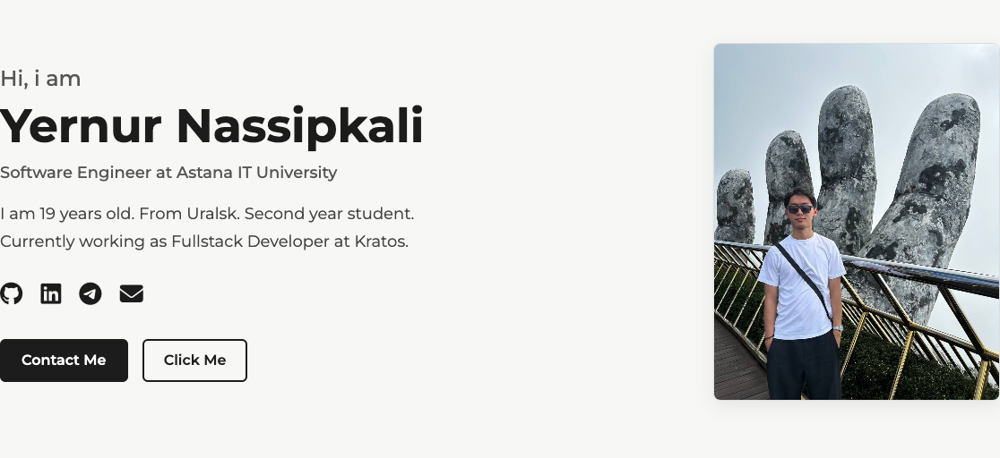 Hi, i am
Yernur Nassipkali
Software Engineer at Astana IT University
I am 19 years old. From Uralsk. Second year student.
Currently working as Fullstack Developer at Kratos.
in
Contact Me
Click Me